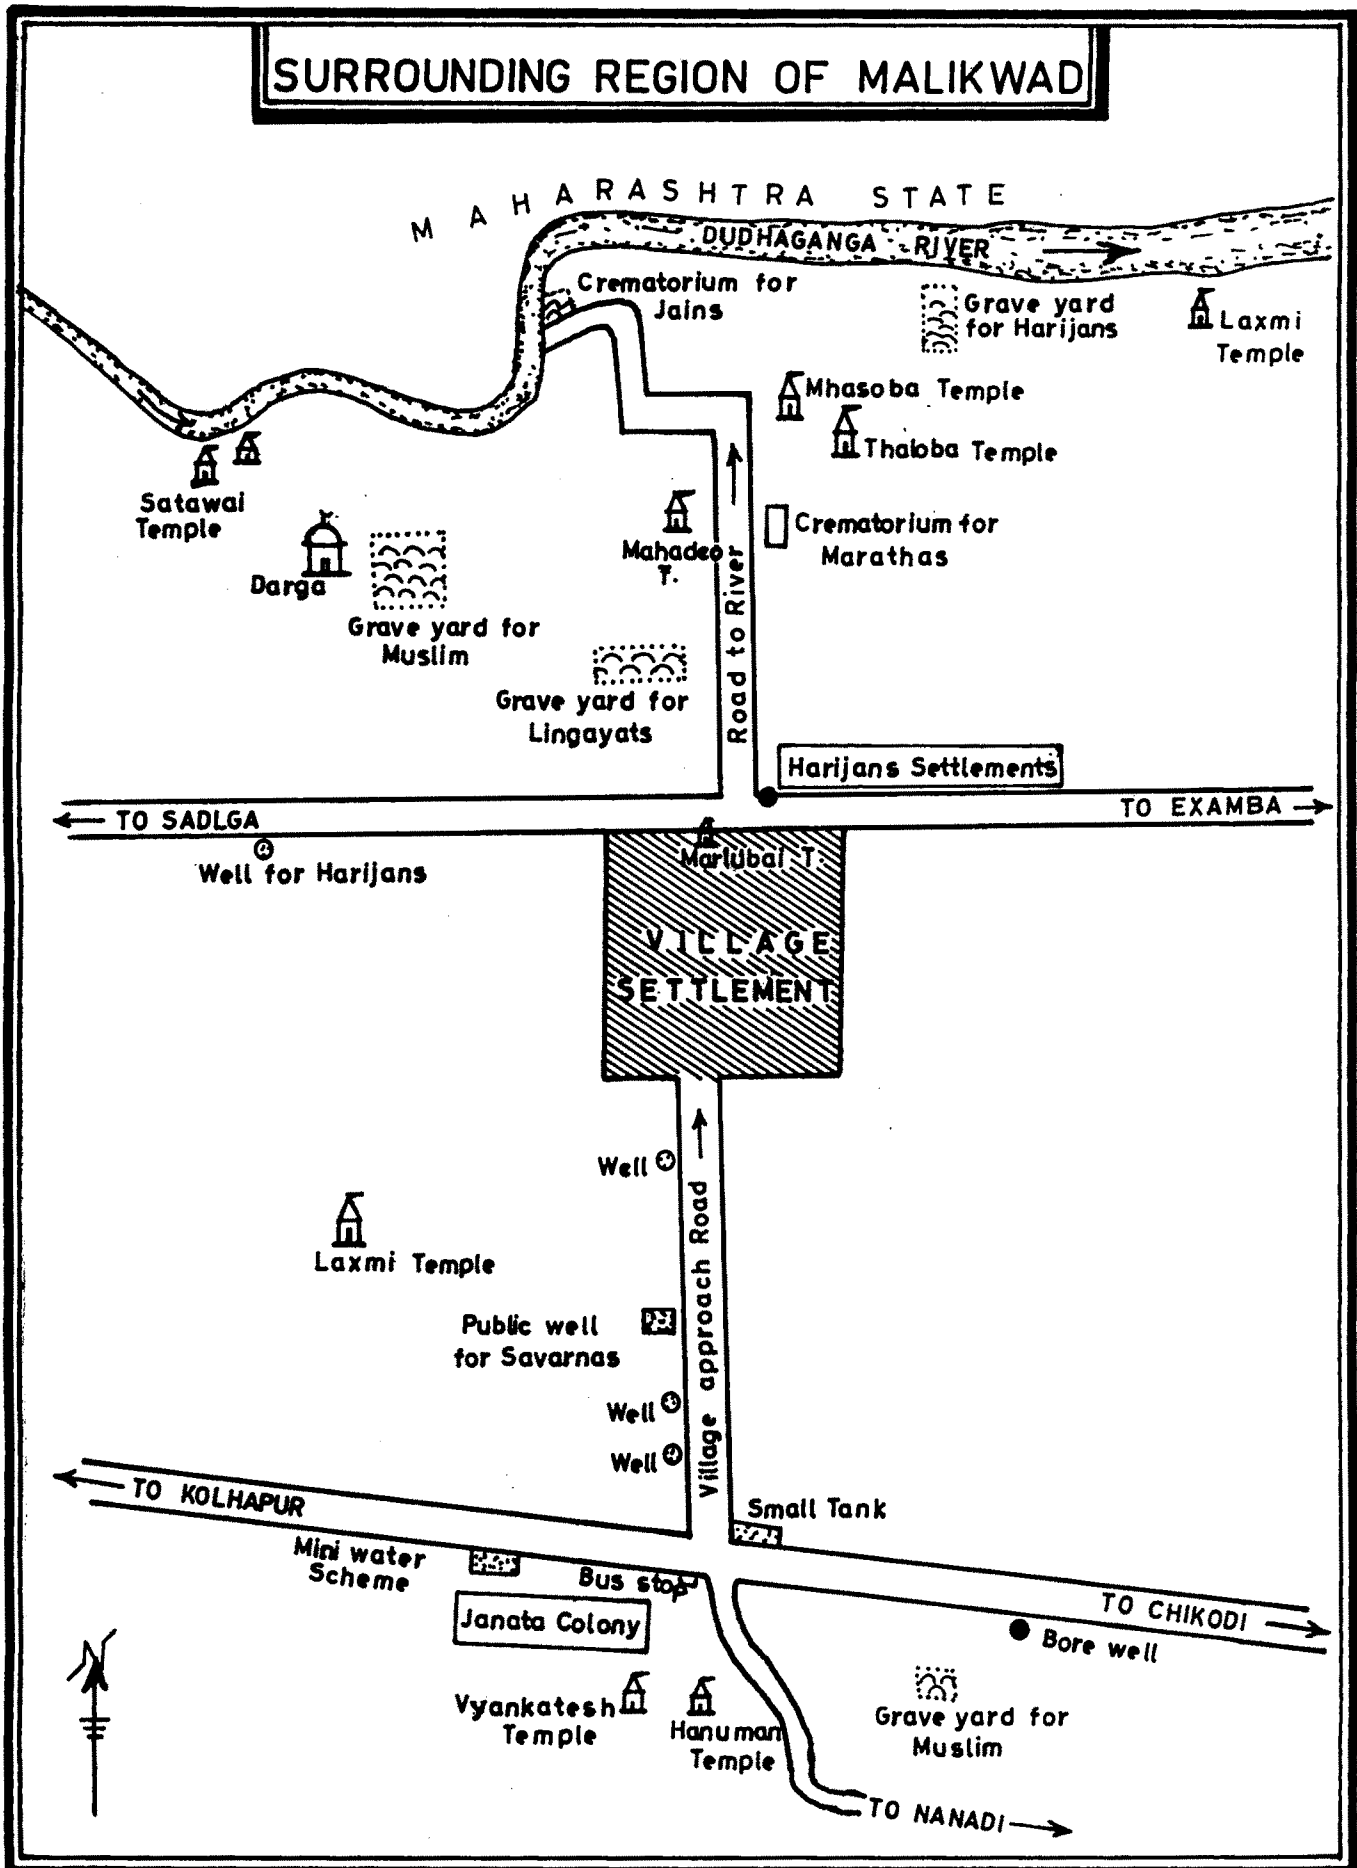 SURROUNDING REGION OF MALIKWAD
MAHARASHTRA STATE
DUDHAGANGA RIVER
Crematorium for
Jains
Grave yard
for Harijans
Laxmi
Temple
Mhasoba Temple
Thaloba Temple
Satawai
Temple
Darga
Grave yard for
Muslim
Mahadeo
T.
Crematorium for
Marathas
Grave yard for
Lingayats
Road to River
Harijans Settlements
TO SADLGA
TO EXAMBA
Well for Harijans
Marlubai T.
VILLAGE
SETTLEMENT
Well
Laxmi Temple
Village approach Road
Public well
for Savarnas
Well
Well
TO KOLHAPUR
Small Tank
Mini water
Scheme
Bus stop
Janata Colony
TO CHIKODI
Bore well
Vyankatesh
Temple
Hanuman
Temple
Grave yard for
Muslim
TO NANADI
N